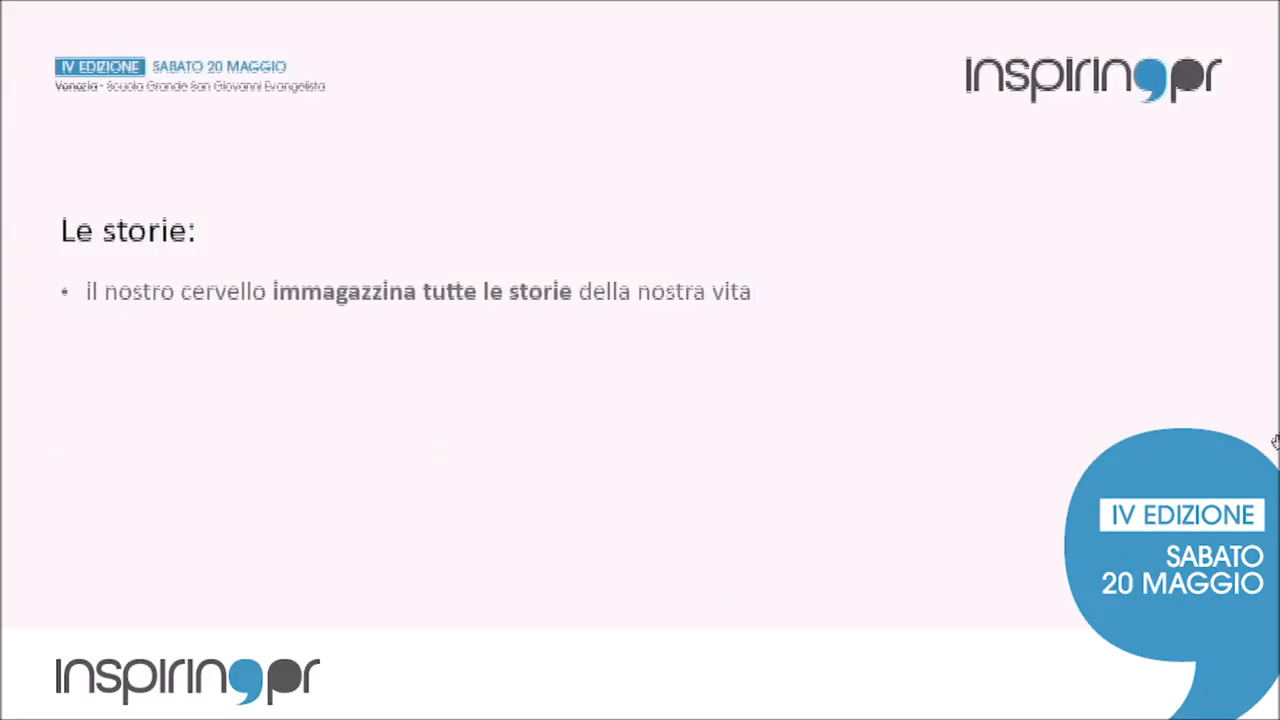 IV EDIZIONE SABATO 20 MAGGIO
Venezia - Scuola Grande San Giovanni Evangelista
inspiringpr
Le storie:
• il nostro cervello immagazzina tutte le storie della nostra vita
IV EDIZIONE
SABATO
20 MAGGIO
inspiringpr